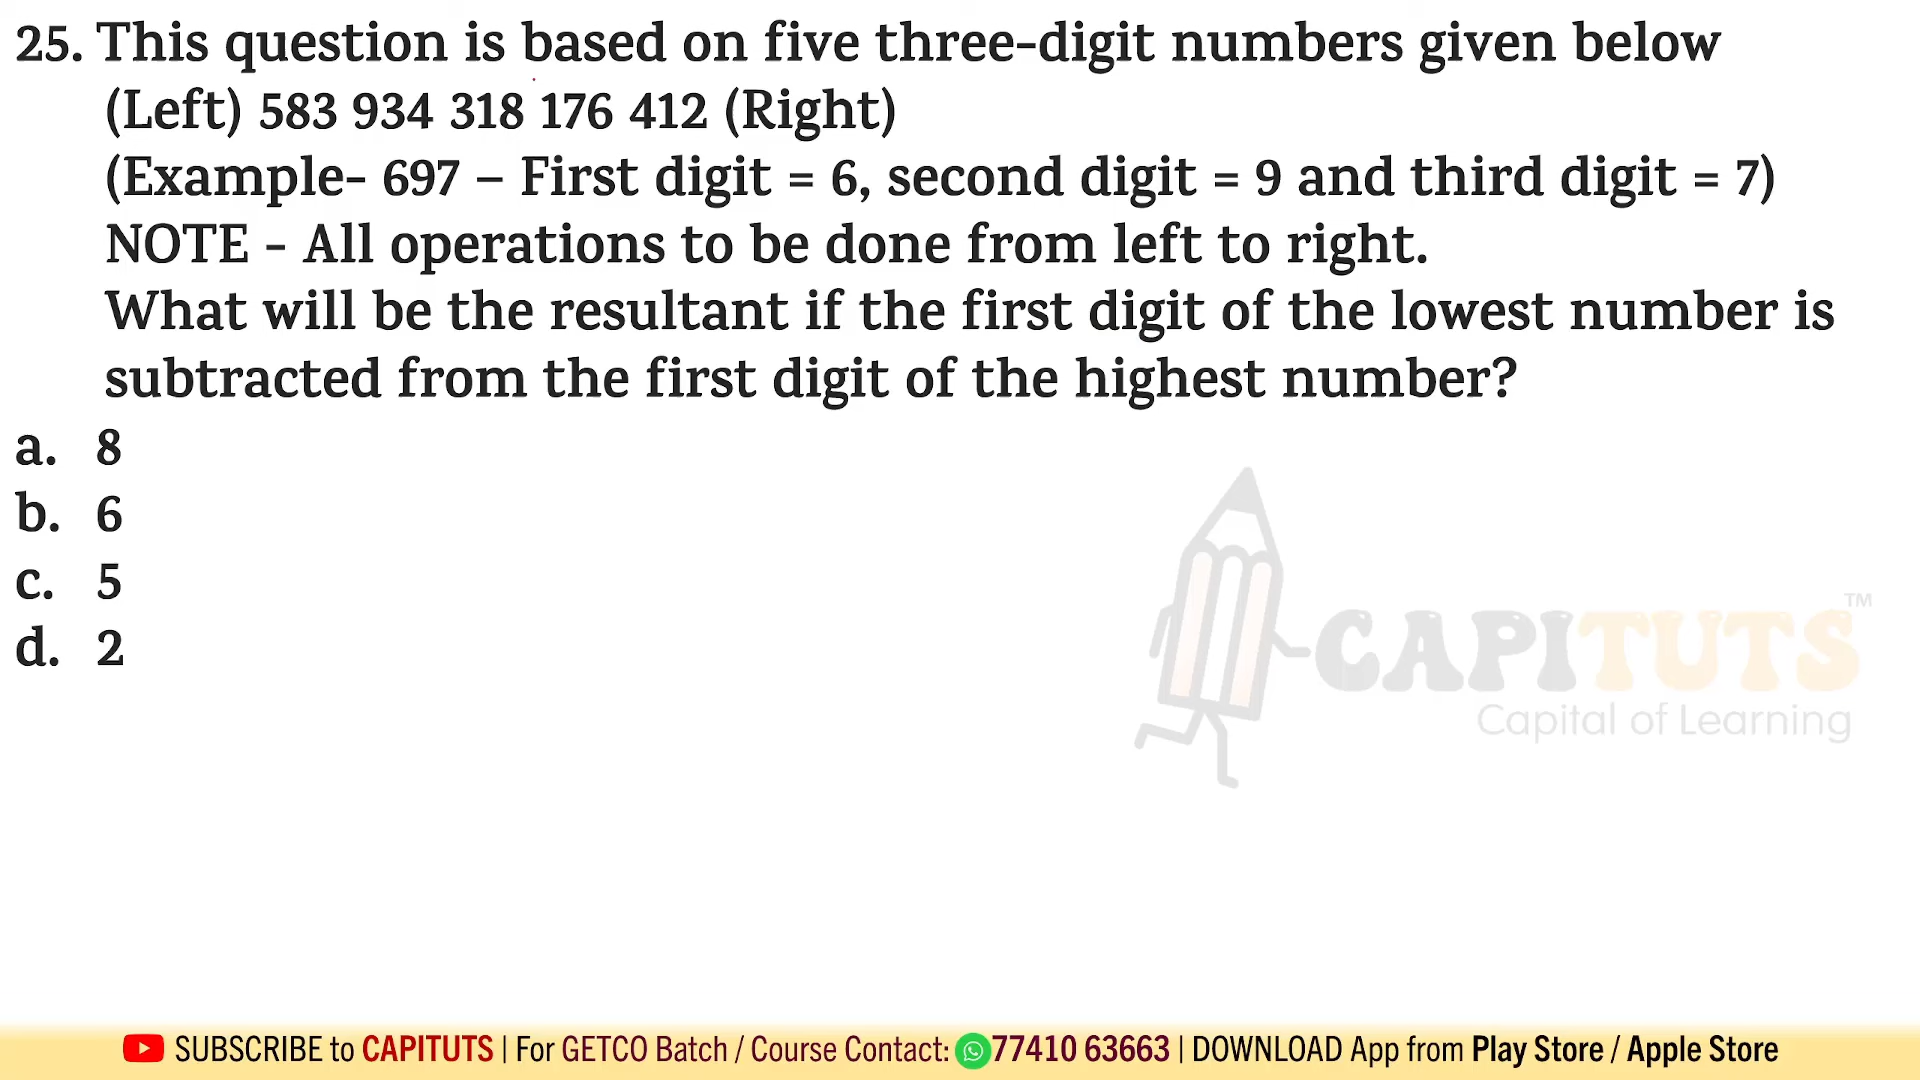 25. This question is based on five three-digit numbers given below
(Left) 583 934 318 176 412 (Right)
(Example- 697 – First digit = 6, second digit = 9 and third digit = 7)
NOTE - All operations to be done from left to right.
What will be the resultant if the first digit of the lowest number is
subtracted from the first digit of the highest number?
a. 8
b. 6
c. 5
d. 2
CAPITUTS™
Capital of Learning
SUBSCRIBE to CAPITUTS | For GETCO Batch / Course Contact: 77410 63663 | DOWNLOAD App from Play Store / Apple Store